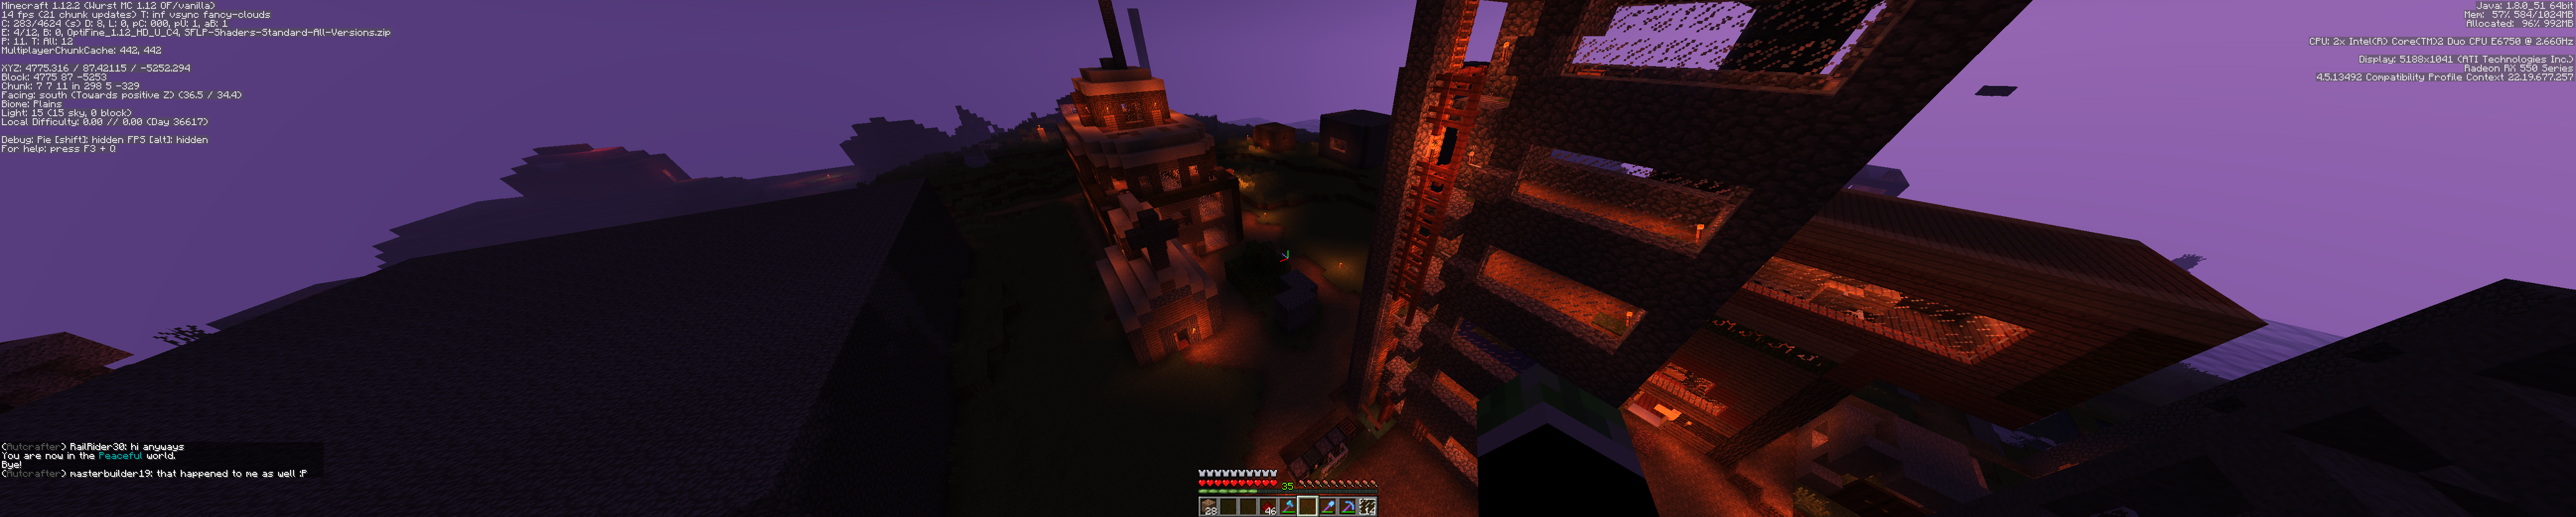 Minecraft 1.12.2 (Wurst MC 1.12 OF/vanilla)
14 fps (21 chunk updates) T: inf vsync fancy-clouds
C: 283/4624 (s) D: 8, L: 0, pC: 000, pU: 1, aB: 1
E: 4/12, B: 0, OptiFine_1.12_HD_U_C4, SFLP-Shaders-Standard-All-Versions.zip
P: 11. T: All: 12
MultiplayerChunkCache: 442, 442
XYZ: 4775.316 / 87.42115 / -5252.294
Block: 4775 87 -5253
Chunk: 7 7 11 in 298 5 -329
Facing: south (Towards positive Z) (36.5 / 34.4)
Biome: Plains
Light: 15 (15 sky, 0 block)
Local Difficulty: 0.00 // 0.00 (Day 36617)
Debug: Pie [shift]: hidden FPS [alt]: hidden
For help: press F3 + Q
Java: 1.8.0_51 64bit
Mem: 57% 584/1024MB
Allocated: 96% 992MB
CPU: 2x Intel(R) Core(TM)2 Duo CPU E6750 @ 2.66GHz
Display: 5188x1041 (ATI Technologies Inc.)
Radeon RX 550 Series
4.5.13492 Compatibility Profile Context 22.19.677.257
(Autcrafter) RailRider30: hi anyways
You are now in the Peaceful world.
Bye!
(Autcrafter) masterbuilder19: that happened to me as well :P
35
28 46 14